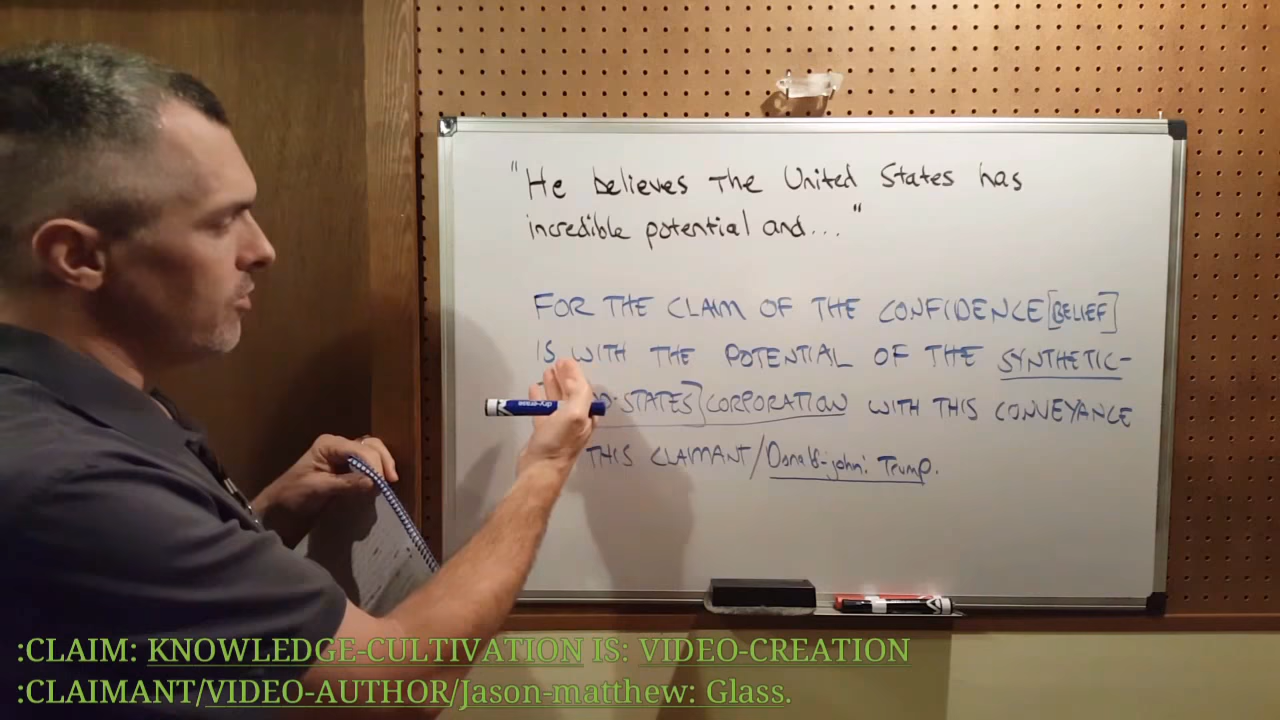 "He believes The United States has
incredible potential and..."
FOR THE CLAIM OF THE CONFIDENCE[BELIEF]
IS WITH THE POTENTIAL OF THE SYNTHETIC-
STATES]CORPORATION WITH THIS CONVEYANCE
THIS CLAIMANT/Donald-john: Trump.
dry-erase
:CLAIM: KNOWLEDGE-CULTIVATION IS: VIDEO-CREATION
:CLAIMANT/VIDEO-AUTHOR/Jason-matthew: Glass.